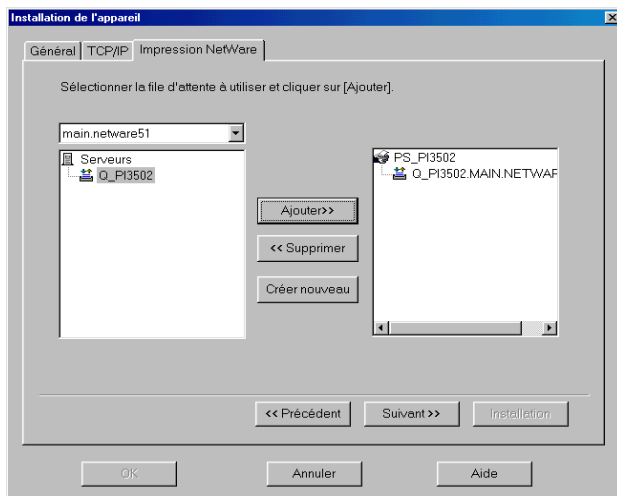 Installation de l'appareil
Général TCP/IP Impression NetWare
Sélectionner la file d'attente à utiliser et cliquer sur [Ajouter].
main.netware51
Serveurs
Q_PI3502
Ajouter>>
<< Supprimer
Créer nouveau
PS_PI3502
Q_PI3502.MAIN.NETWAR
<< Précédent Suivant >> Installation
OK Annuler Aide